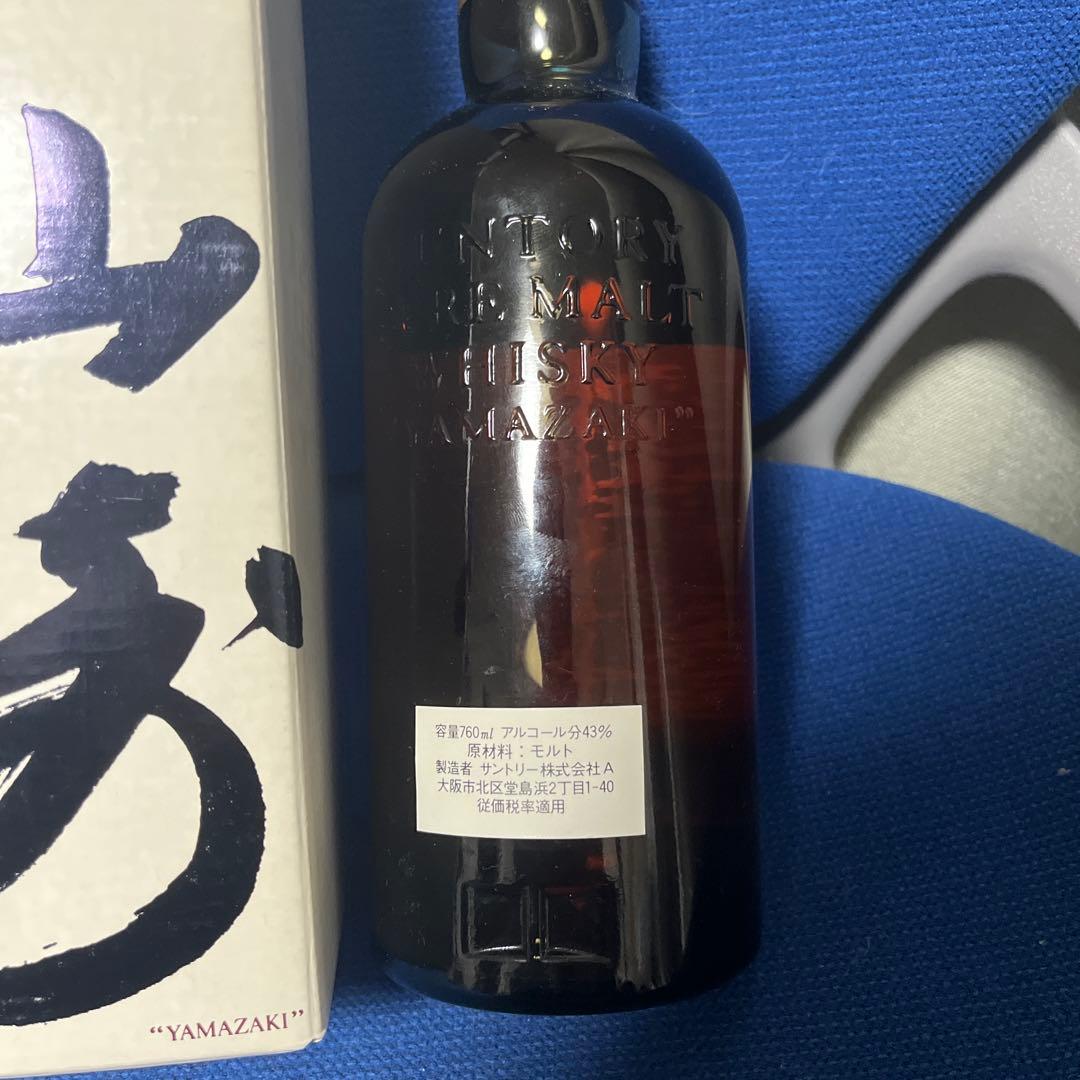 山
崎
"YAMAZAKI"
UNTORY
RE MALT
WHISKY
"YAMAZAKI"
容量760ml アルコール分43%
原材料：モルト
製造者 サントリー株式会社A
大阪市北区堂島浜2丁目1-40
従価税率適用